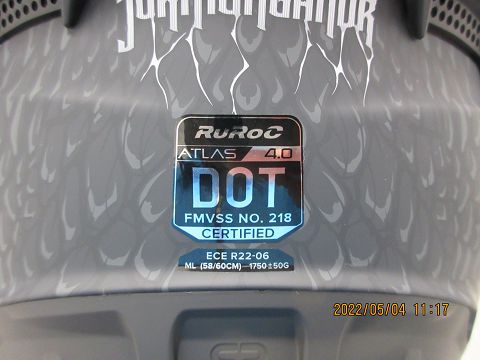 RUROC
ATLAS 4.0
DOT
FMVSS NO. 218
CERTIFIED
ECE R22-06
ML (58/60CM)—1750±50G
2022/05/04 11:17